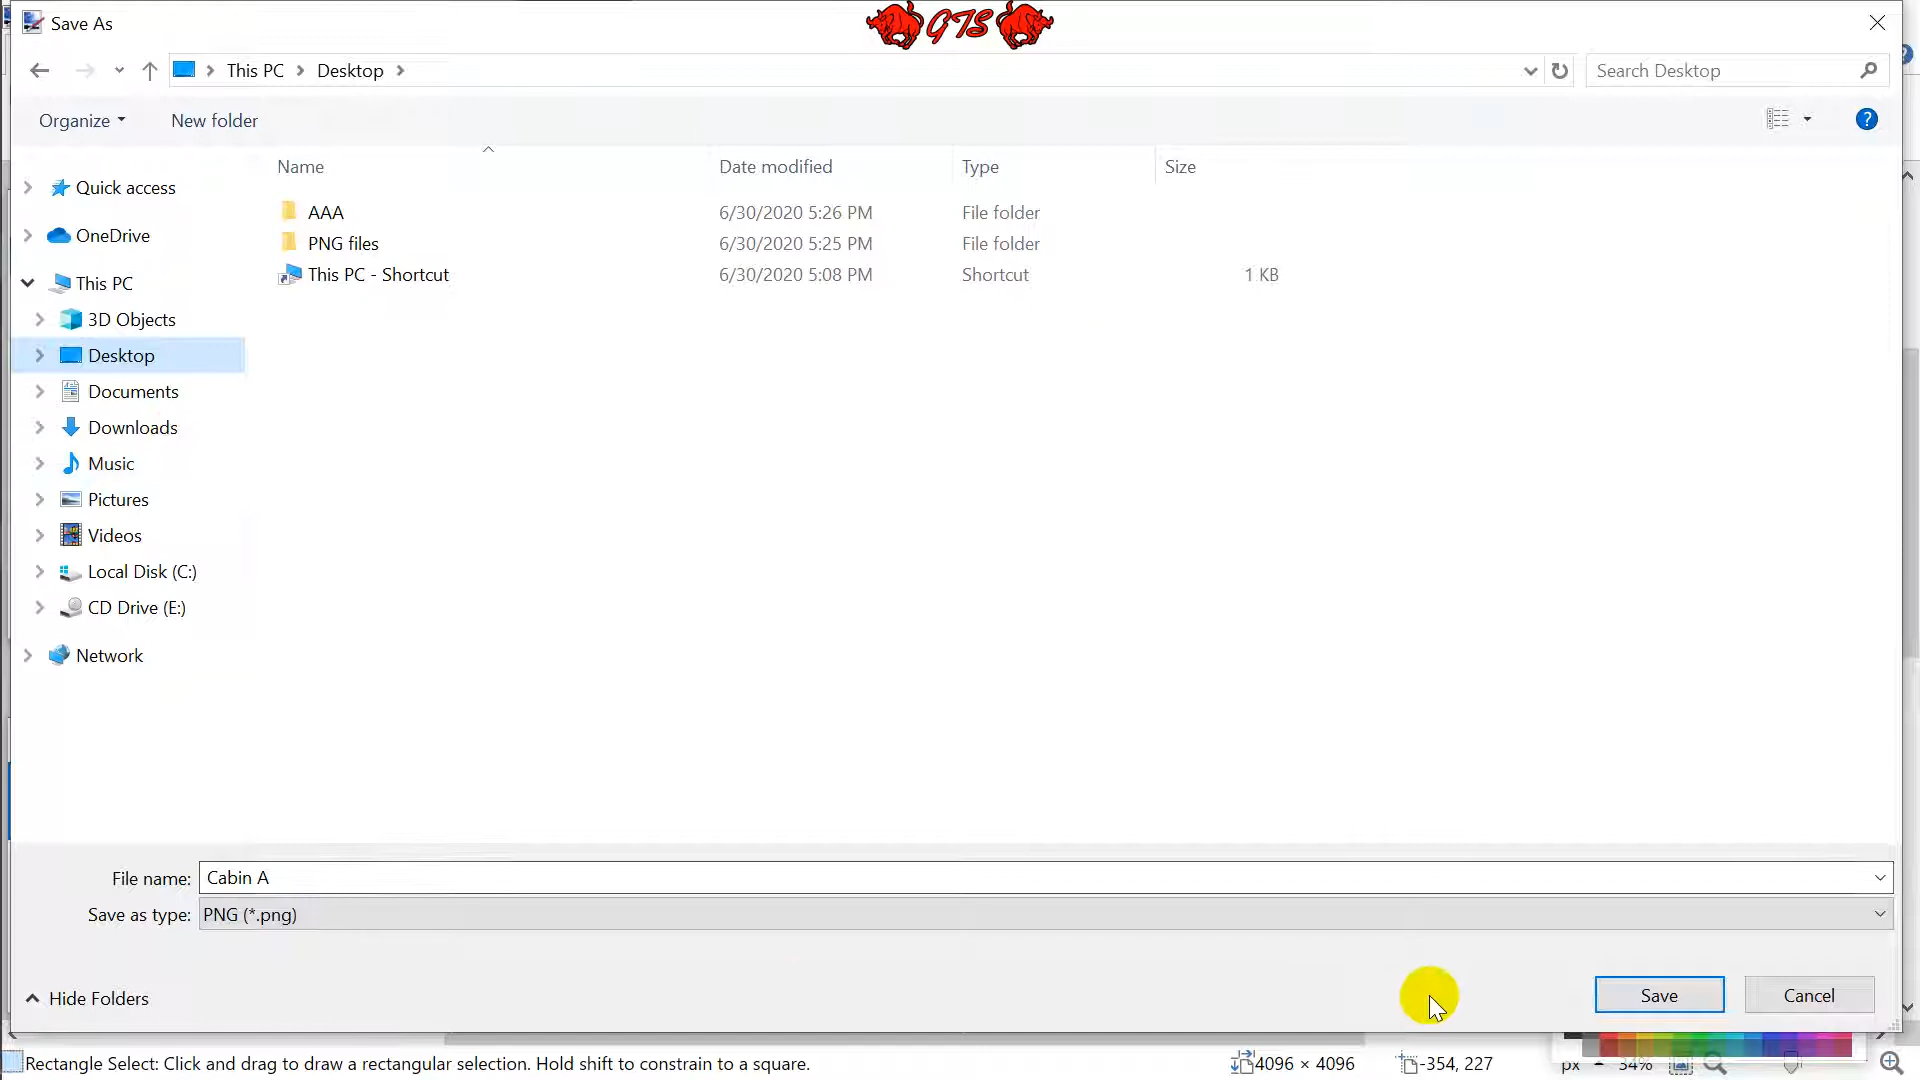 Save As
GTS
This PC > Desktop >
Search Desktop
Organize
New folder
?
Name
Date modified
Type
Size
AAA
6/30/2020 5:26 PM
File folder
PNG files
6/30/2020 5:25 PM
File folder
This PC - Shortcut
6/30/2020 5:08 PM
Shortcut
1 KB
Quick access
OneDrive
This PC
3D Objects
Desktop
Documents
Downloads
Music
Pictures
Videos
Local Disk (C:)
CD Drive (E:)
Network
File name:
Cabin A
Save as type:
PNG (*.png)
Hide Folders
Save
Cancel
Rectangle Select: Click and drag to draw a rectangular selection. Hold shift to constrain to a square.
4096 × 4096
-354, 227
px
34%